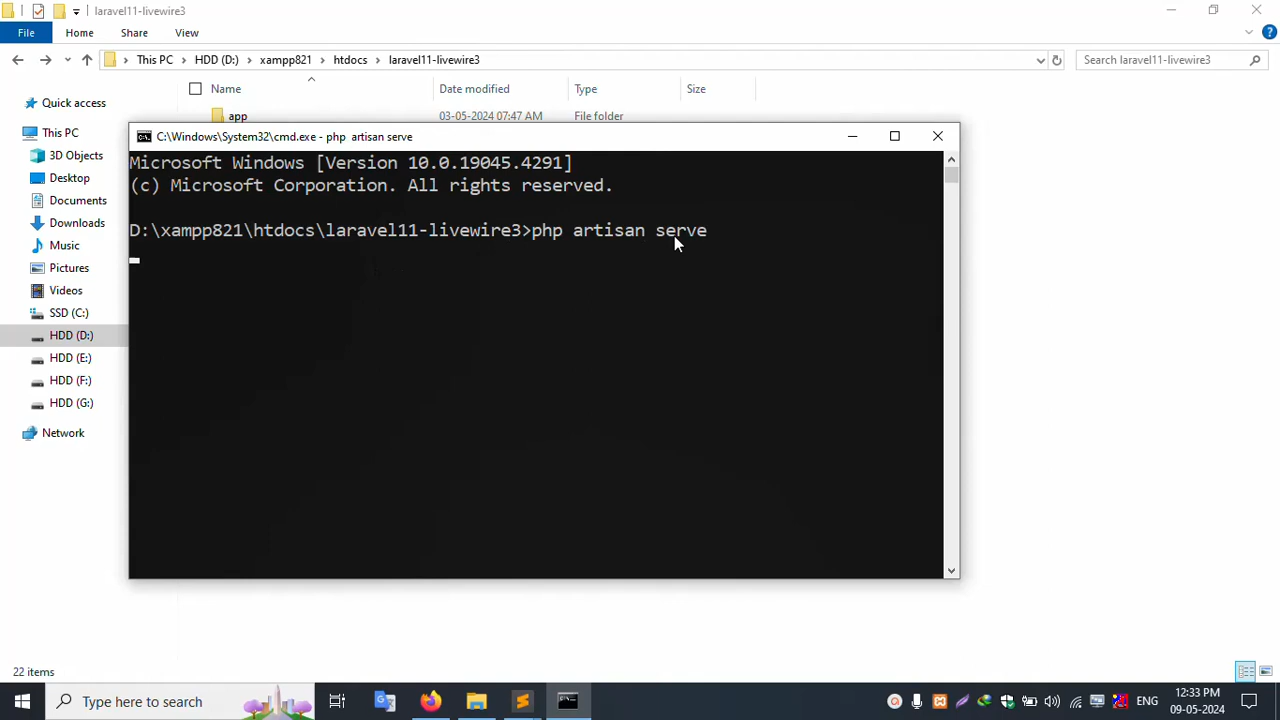 laravel11-livewire3
File
Home
Share
View
This PC
HDD (D:)
xampp821
htdocs
laravel11-livewire3
Search laravel11-livewire3
Name
Date modified
Type
Size
Quick access
app
03-05-2024 07:47 AM
File folder
This PC
3D Objects
Desktop
Documents
Downloads
Music
Pictures
Videos
SSD (C:)
HDD (D:)
HDD (E:)
HDD (F:)
HDD (G:)
Network
C:\Windows\System32\cmd.exe - php  artisan serve
Microsoft Windows [Version 10.0.19045.4291]
(c) Microsoft Corporation. All rights reserved.
D:\xampp821\htdocs\laravel11-livewire3>php artisan serve
22 items
Type here to search
ENG
12:33 PM
09-05-2024